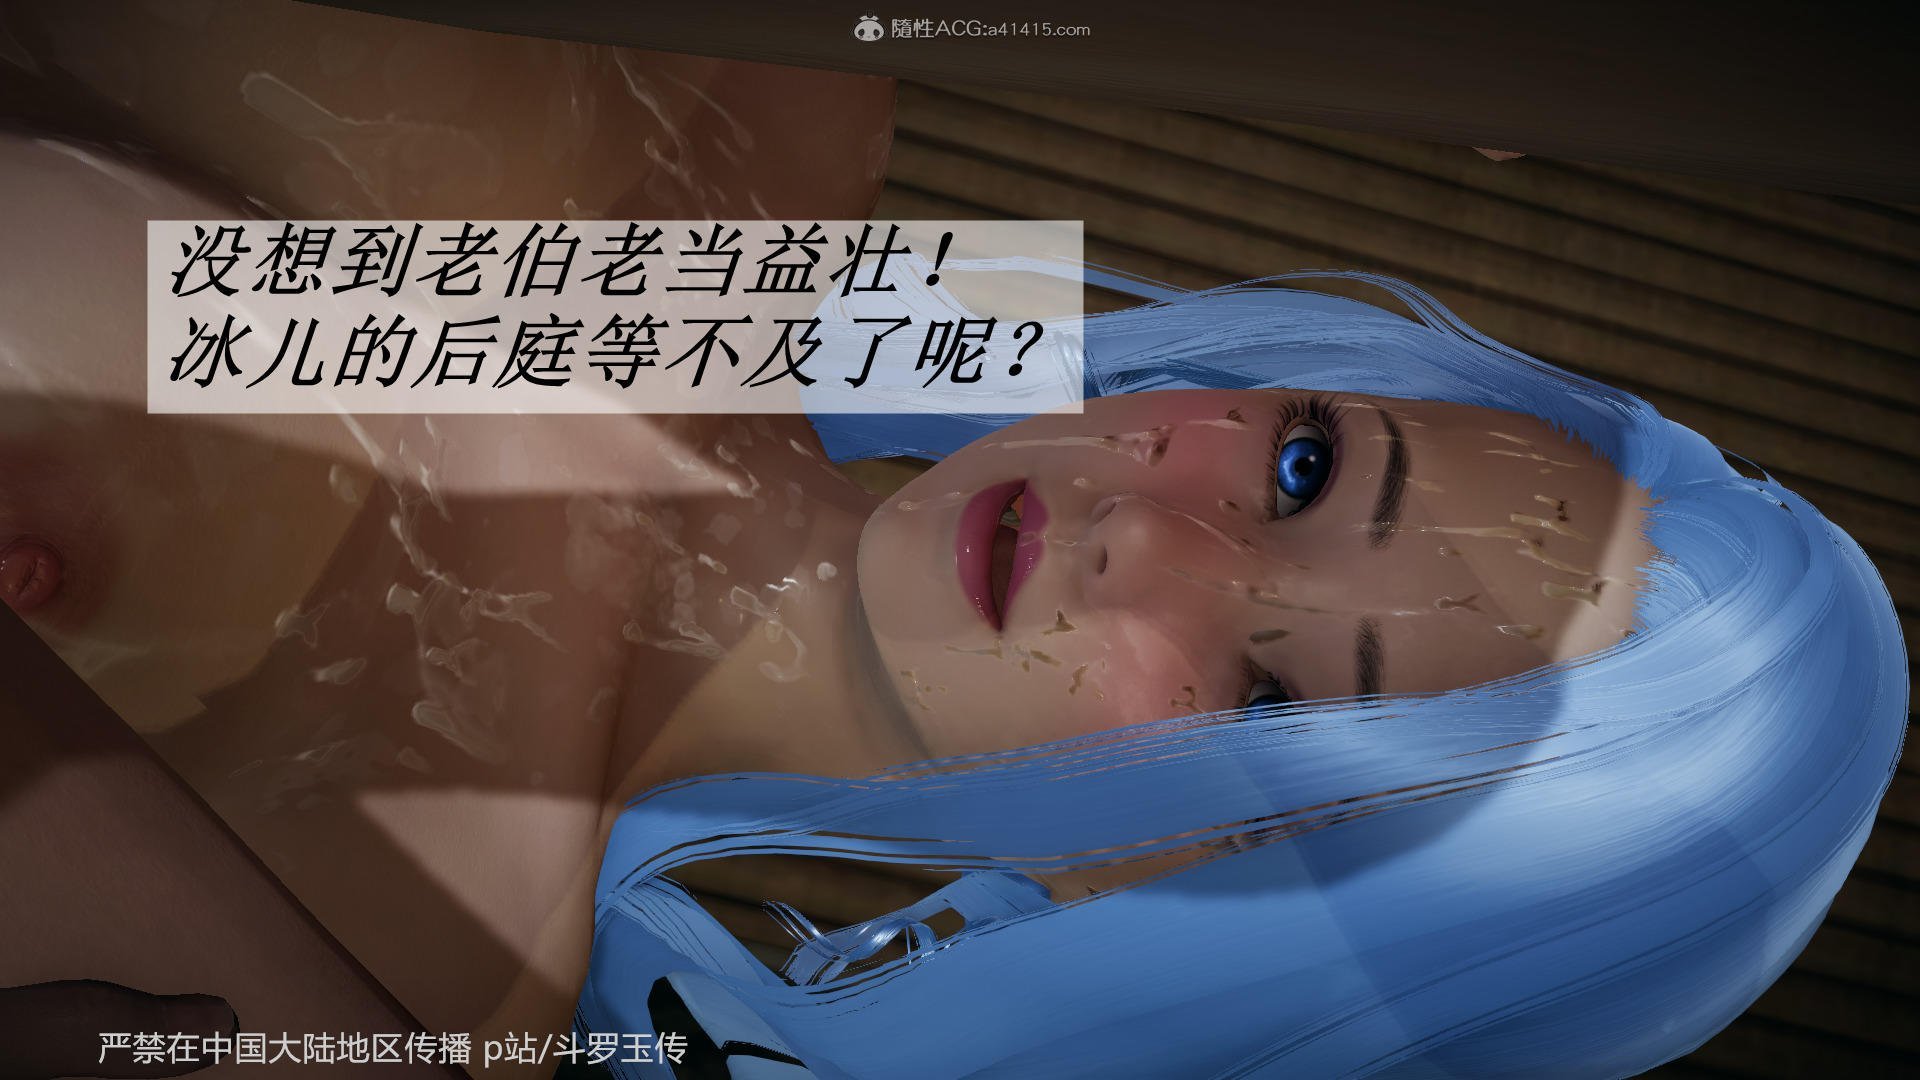 隨性ACG:a41415.com
没想到老伯老当益壮！
冰儿的后庭等不及了呢？
严禁在中国大陆地区传播 p站/斗罗玉传